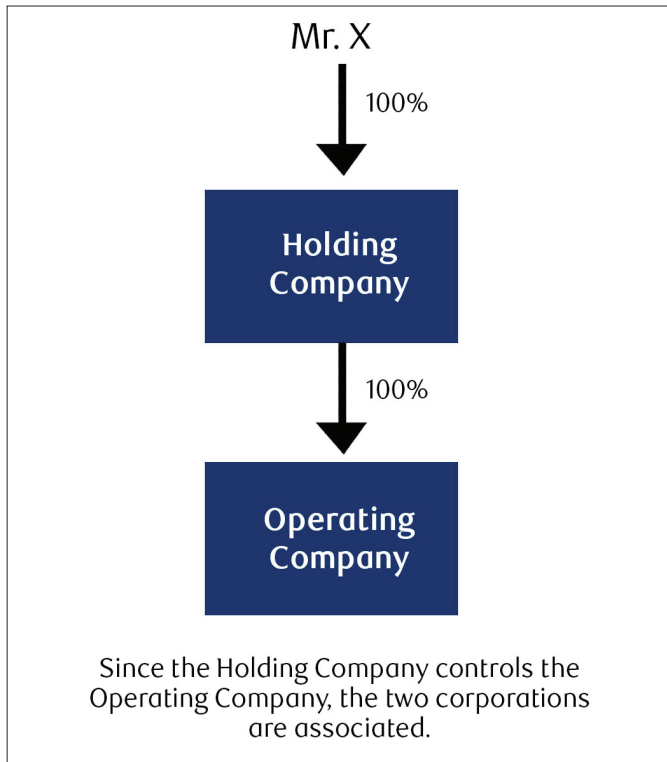 Mr. X
100%
Holding
Company
100%
Operating
Company
Since the Holding Company controls the
Operating Company, the two corporations
are associated.